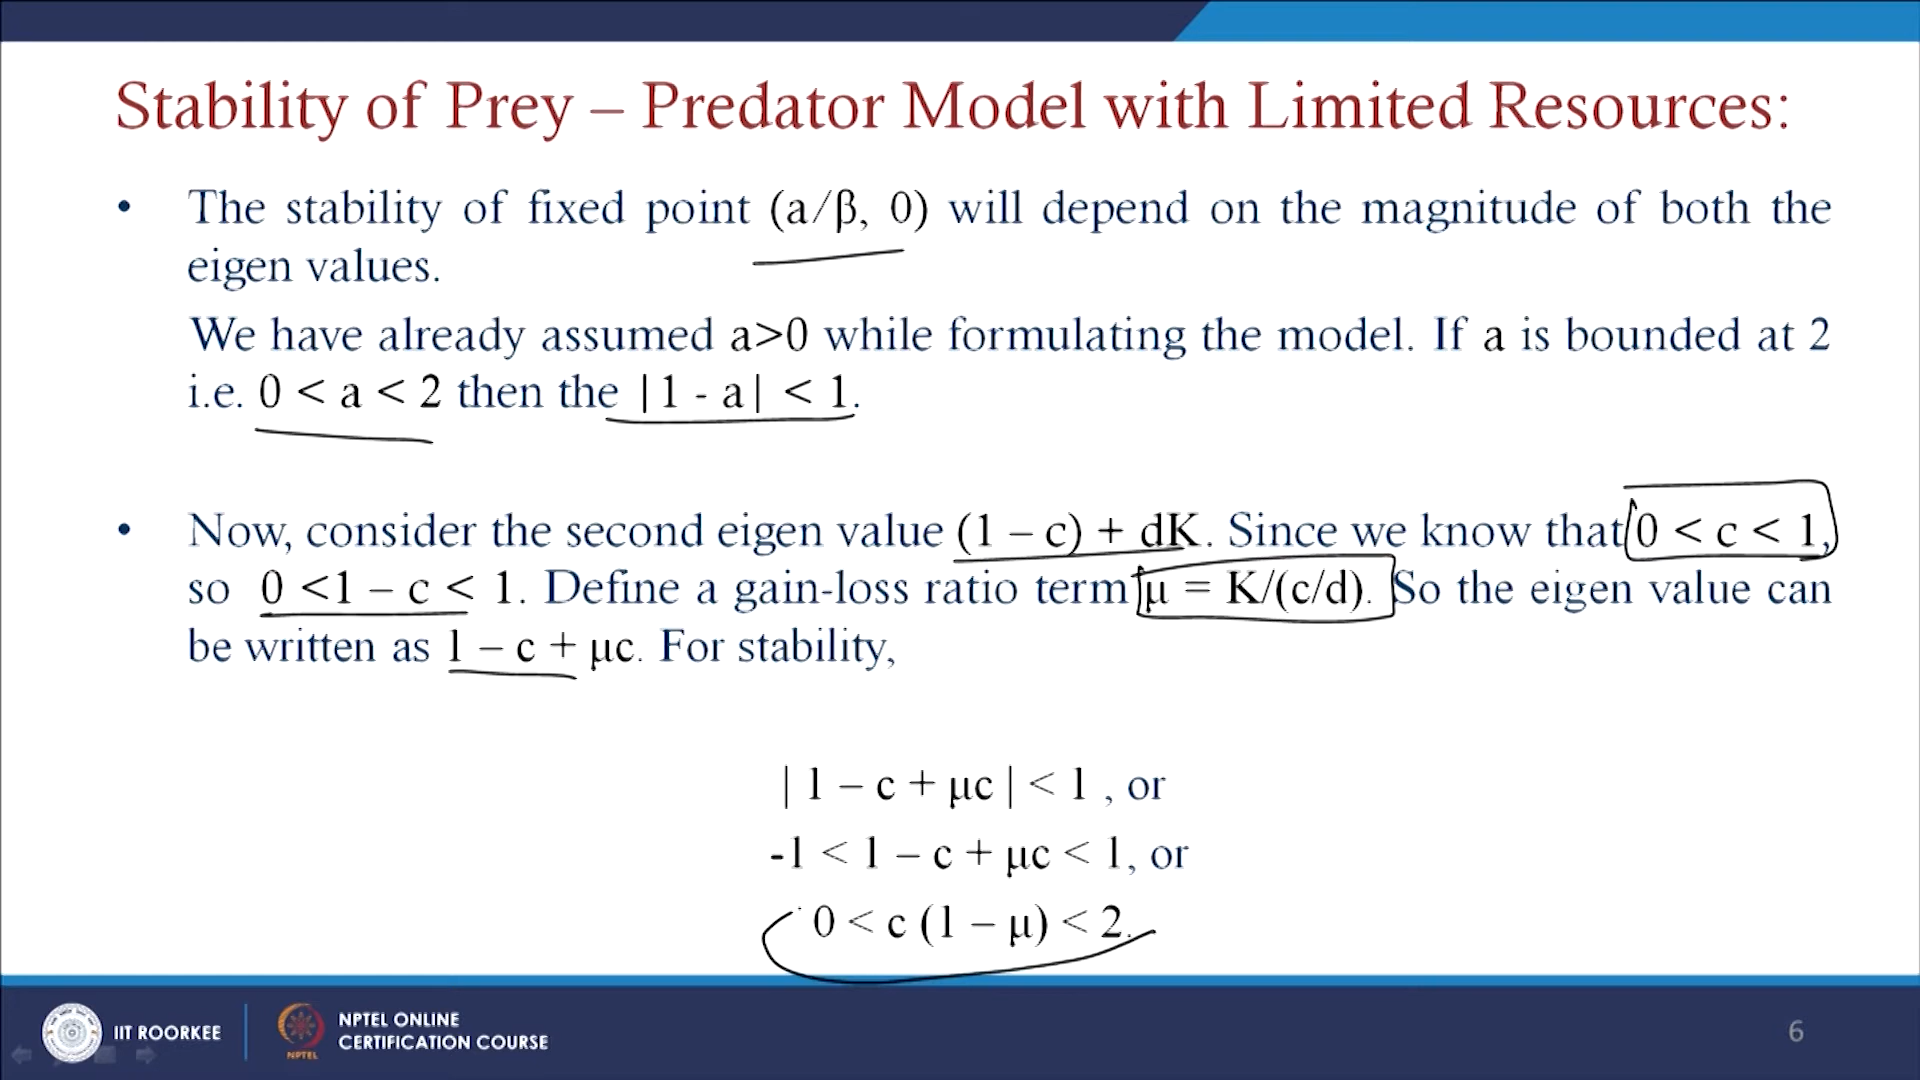 Stability of Prey – Predator Model with Limited Resources:
• The stability of fixed point (a/β, 0) will depend on the magnitude of both the
eigen values.
We have already assumed a>0 while formulating the model. If a is bounded at 2
i.e. 0 < a < 2 then the |1 - a| < 1.
• Now, consider the second eigen value (1 – c) + dK. Since we know that 0 < c < 1,
so 0 <1 – c < 1. Define a gain-loss ratio term μ = K/(c/d). So the eigen value can
be written as 1 – c + μc. For stability,
| 1 – c + μc | < 1 , or
-1 < 1 – c + μc < 1, or
0 < c (1 – μ) < 2.
IIT ROORKEE
NPTEL
NPTEL ONLINE
CERTIFICATION COURSE
6